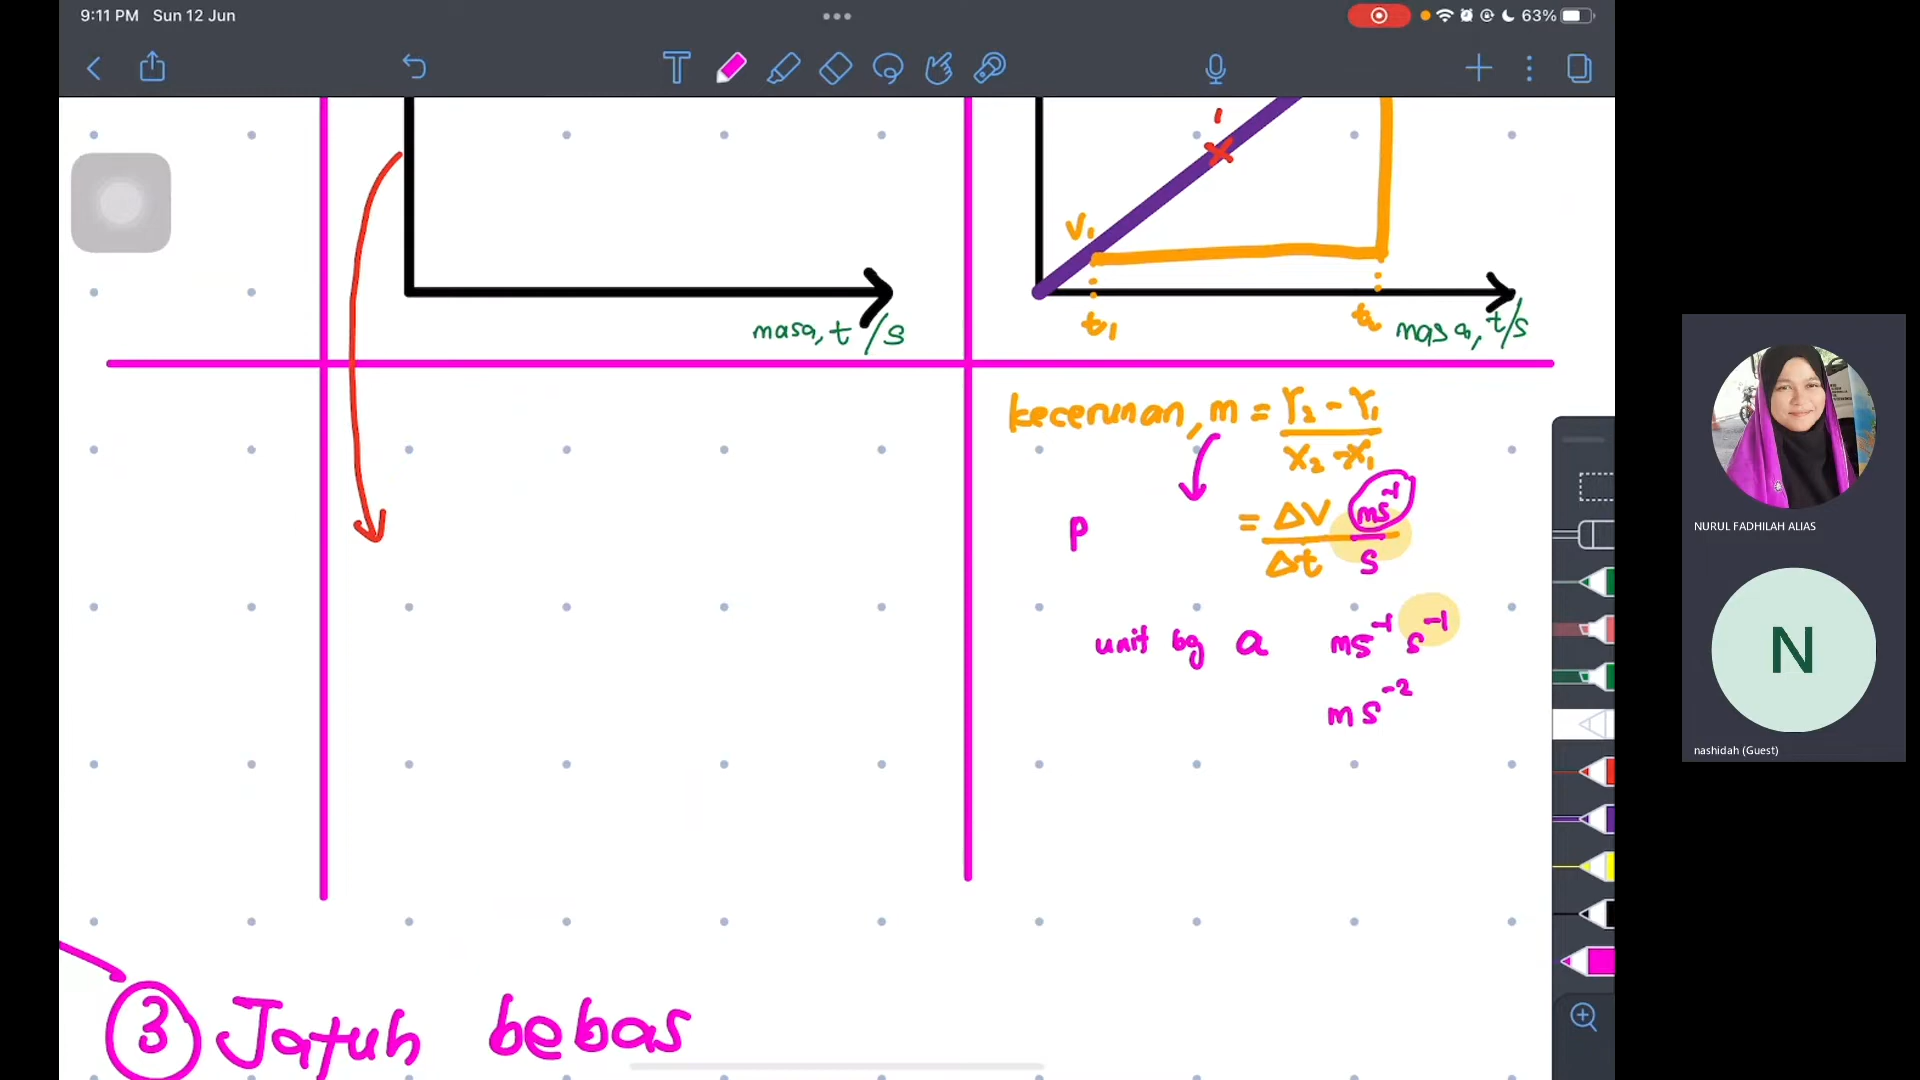 9:11 PM Sun 12 Jun
63%
V₁
t₁
t₂
masa, t/s
masa, t/s
kecerunan, m = Y₂ - Y₁
X₂ - X₁
p
= ΔV ms⁻¹
Δt s
unit bg a ms⁻¹ s⁻¹
ms⁻²
3 Jatuh bebas
NURUL FADHILAH ALIAS
N
nashidah (Guest)